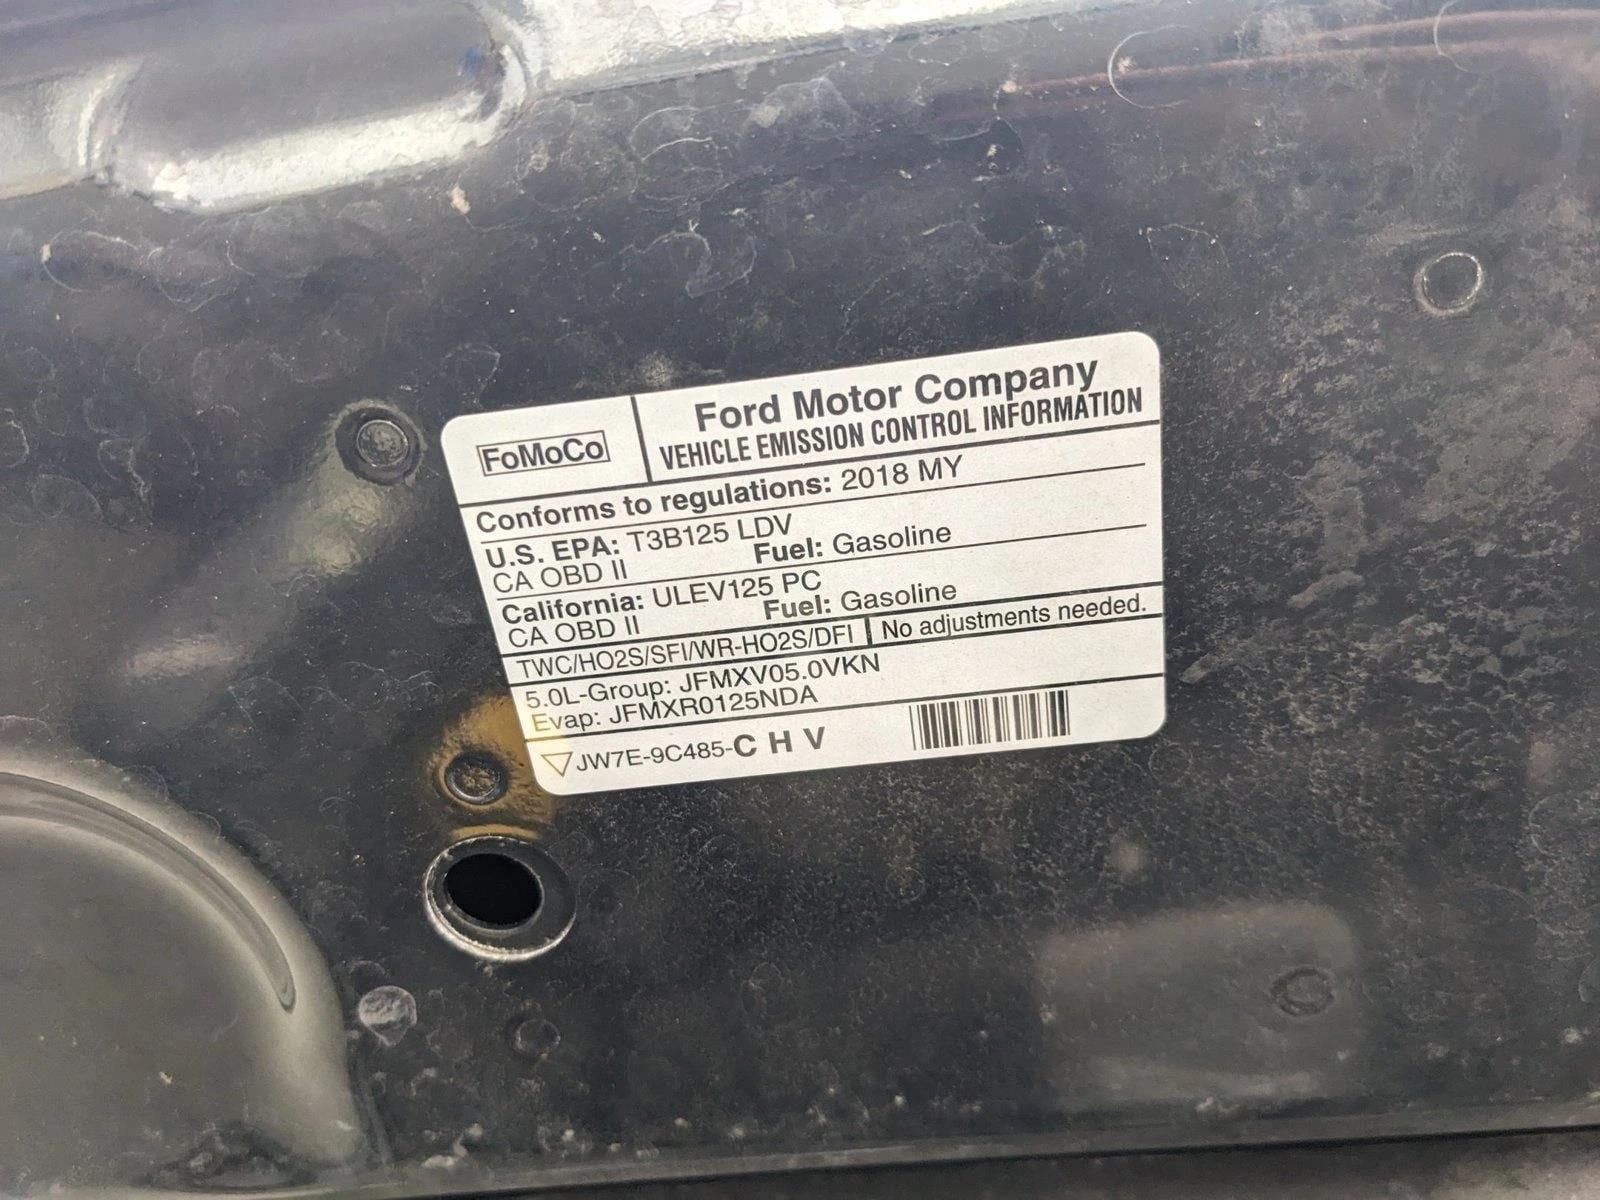 FoMoCo
Ford Motor Company
VEHICLE EMISSION CONTROL INFORMATION
Conforms to regulations: 2018 MY
U.S. EPA: T3B125 LDV
CA OBD II Fuel: Gasoline
California: ULEV125 PC
CA OBD II Fuel: Gasoline
TWC/HO2S/SFI/WR-HO2S/DFI No adjustments needed.
5.0L-Group: JFMXV05.0VKN
Evap: JFMXR0125NDA
JW7E-9C485-C H V